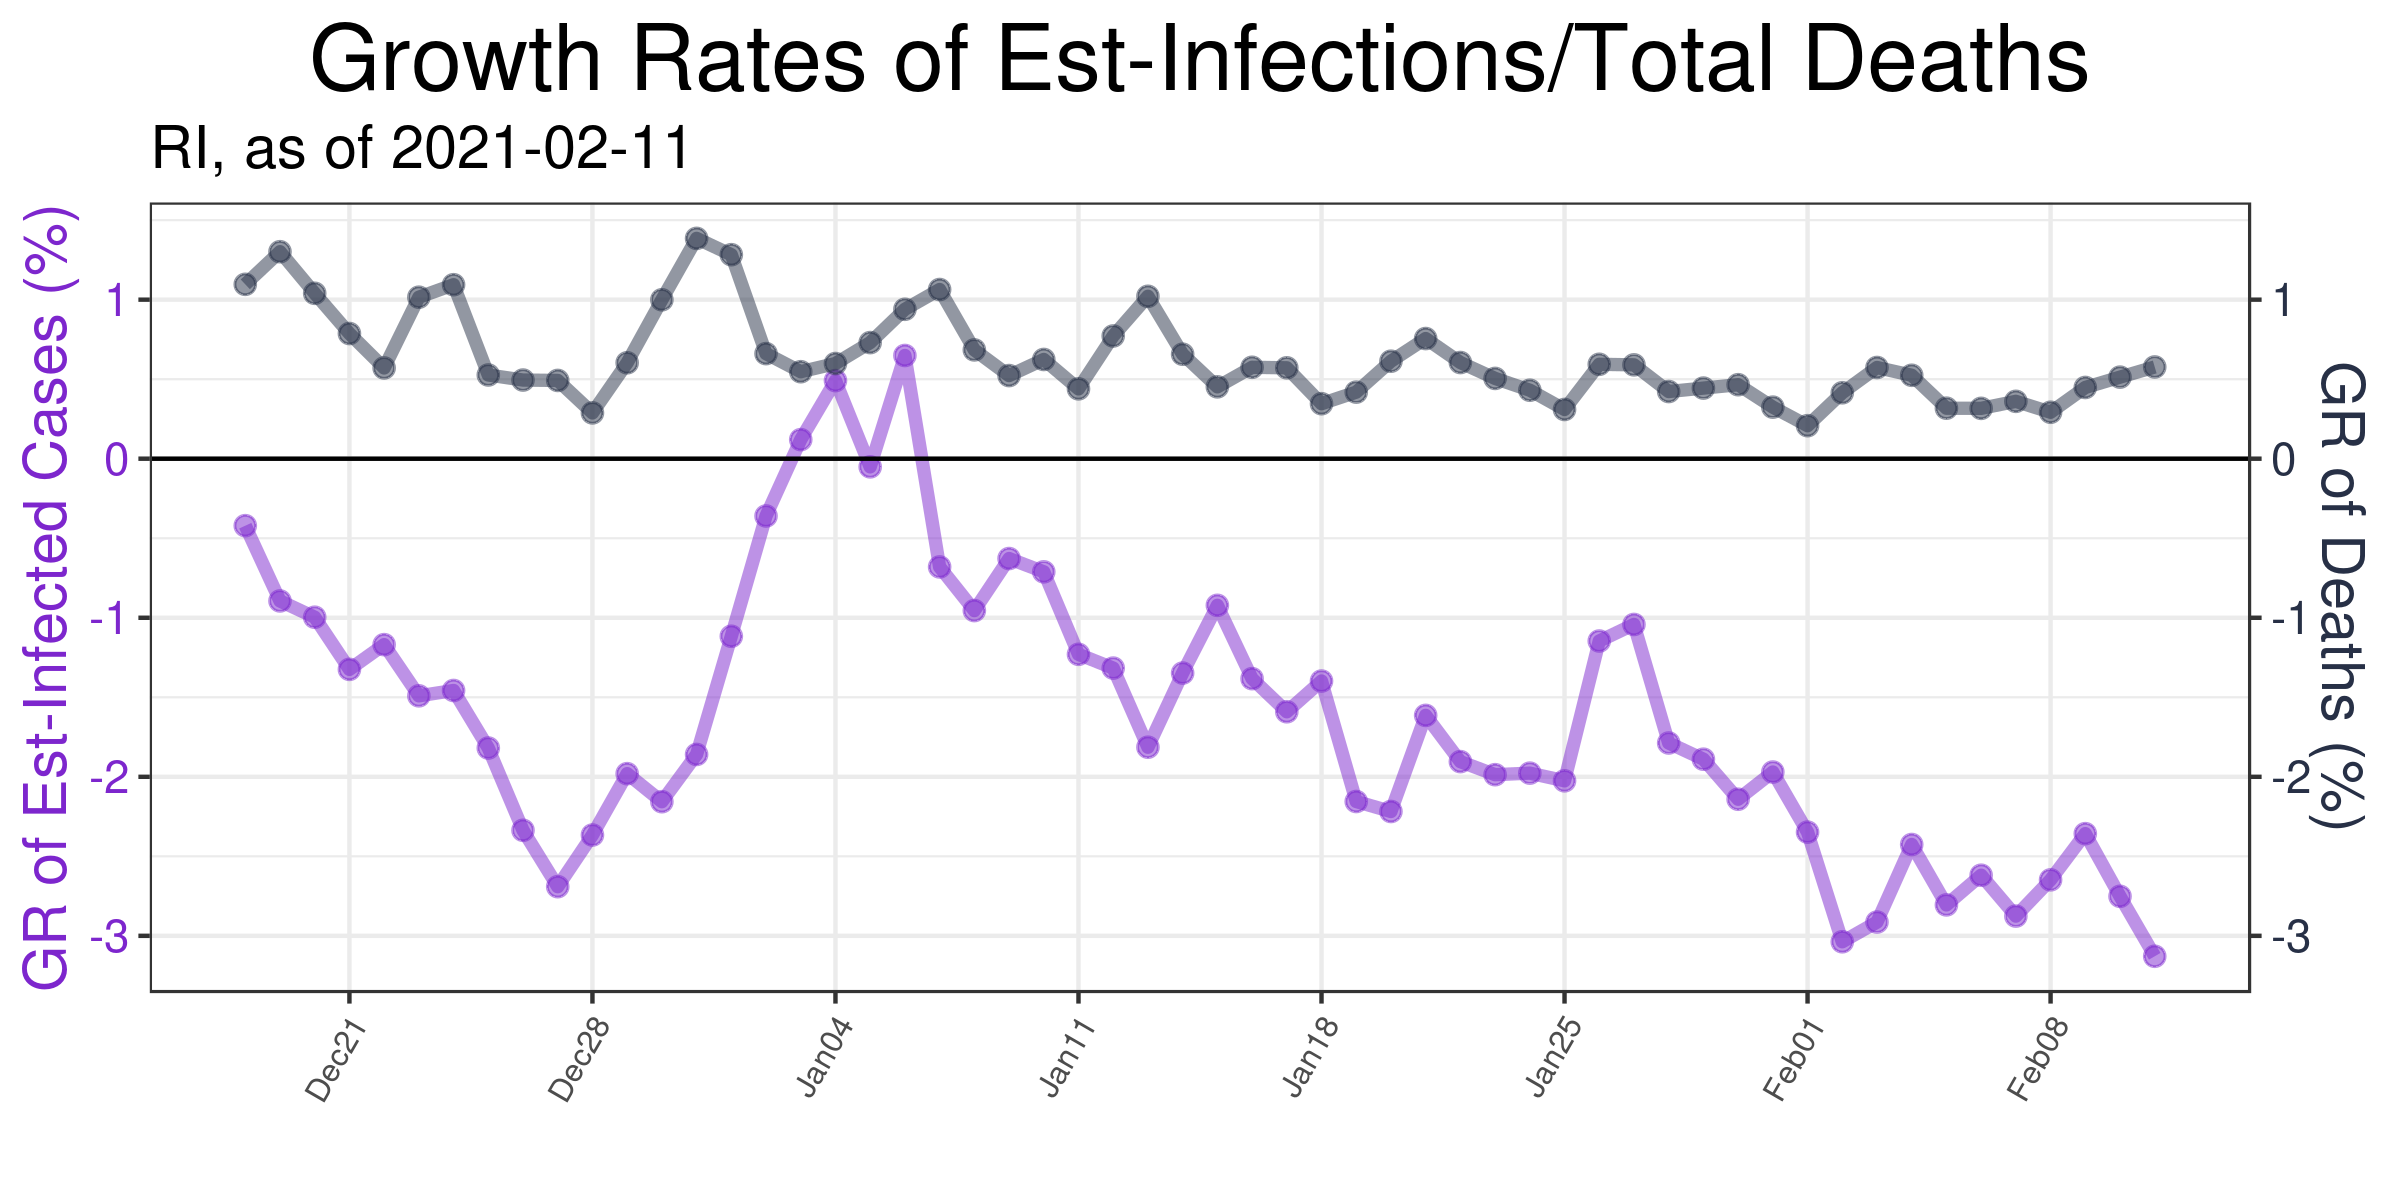 Growth Rates of Est-Infections/Total Deaths
RI, as of 2021-02-11
GR of Est-Infected Cases (%)
1
0
-1
-2
-3
1
0
-1
-2
-3
GR of Deaths (%)
Dec21
Dec28
Jan04
Jan11
Jan18
Jan25
Feb01
Feb08